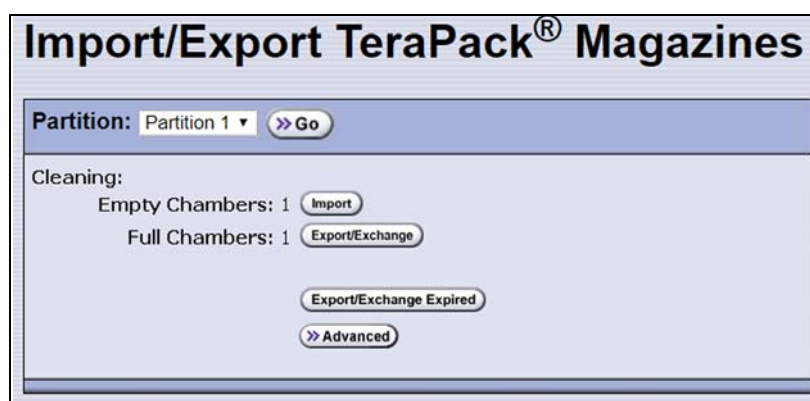 Import/Export TeraPack® Magazines
Partition: Partition 1 Go
Cleaning:
Empty Chambers: 1 Import
Full Chambers: 1 Export/Exchange
Export/Exchange Expired
Advanced